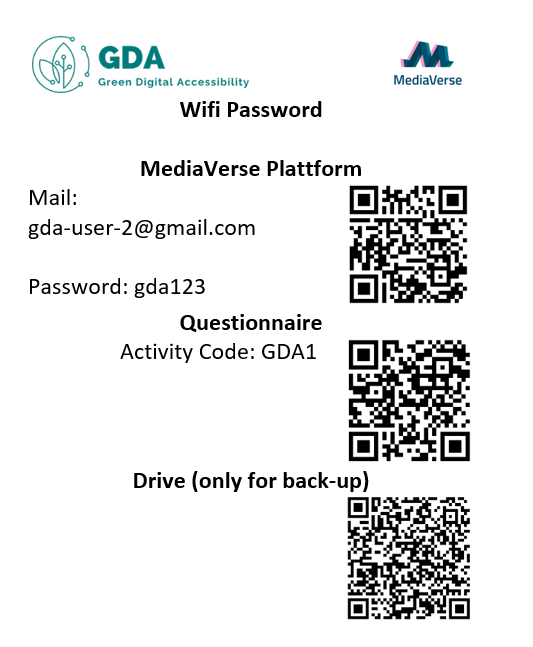 GDA
Green Digital Accessibility
MediaVerse
Wifi Password
MediaVerse Plattform
Mail:
gda-user-2@gmail.com
Password: gda123
Questionnaire
Activity Code: GDA1
Drive (only for back-up)